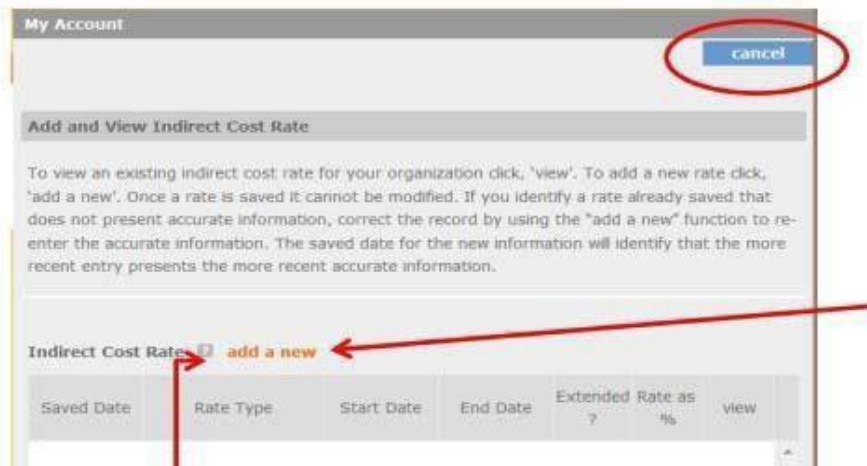 My Account
cancel
Add and View Indirect Cost Rate
To view an existing indirect cost rate for your organization click, 'view'. To add a new rate click,
'add a new'. Once a rate is saved it cannot be modified. If you identify a rate already saved that
does not present accurate information, correct the record by using the "add a new" function to re-
enter the accurate information. The saved date for the new information will identify that the more
recent entry presents the more recent accurate information.
Indirect Cost Rate: ? add a new
Saved Date Rate Type Start Date End Date Extended ? Rate as % view